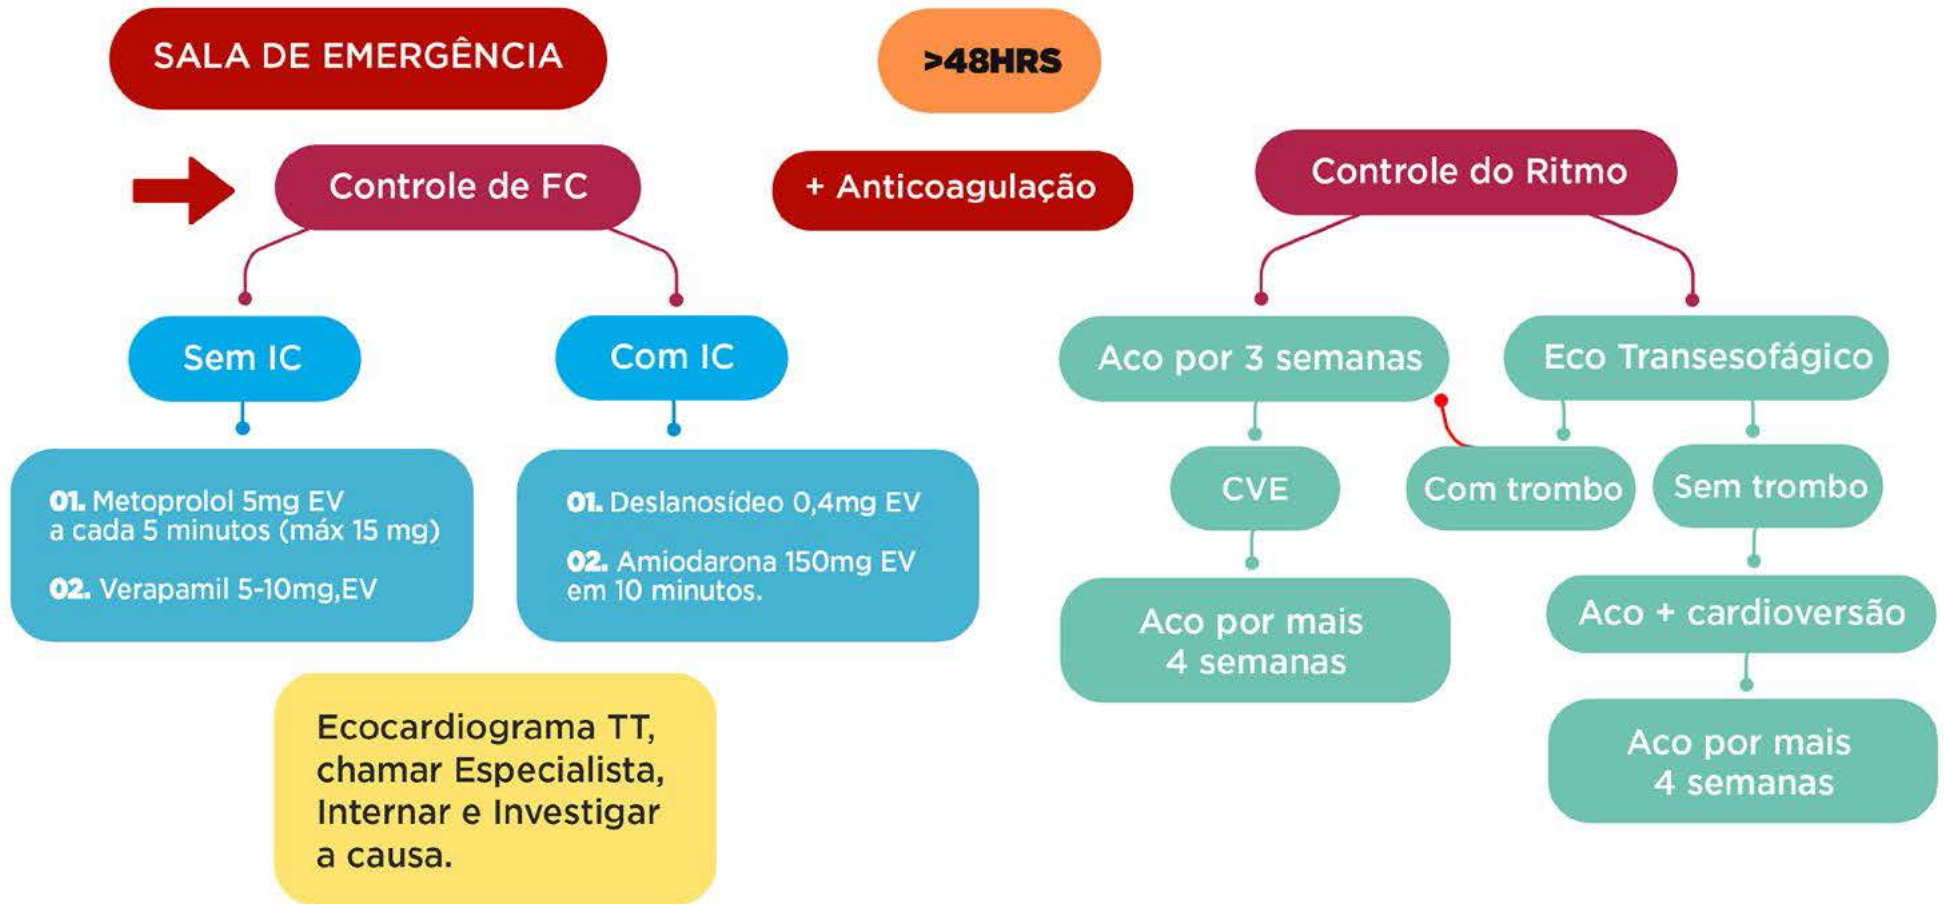 SALA DE EMERGÊNCIA
>48HRS
Controle de FC
+ Anticoagulação
Controle do Ritmo
Sem IC
Com IC
Aco por 3 semanas
Eco Transesofágico
01. Metoprolol 5mg EV
a cada 5 minutos (máx 15 mg)
02. Verapamil 5-10mg,EV
01. Deslanosídeo 0,4mg EV
02. Amiodarona 150mg EV
em 10 minutos.
CVE
Com trombo
Sem trombo
Aco por mais
4 semanas
Aco + cardioversão
Aco por mais
4 semanas
Ecocardiograma TT,
chamar Especialista,
Internar e Investigar
a causa.